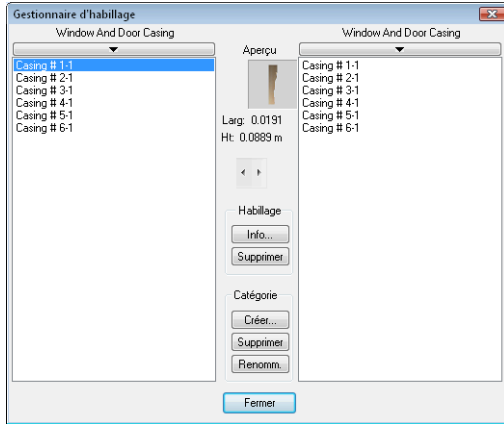 Gestionnaire d'habillage
Window And Door Casing
Casing # 1-1
Casing # 2-1
Casing # 3-1
Casing # 4-1
Casing # 5-1
Casing # 6-1
Aperçu
Larg: 0.0191
Ht: 0.0889 m
Habillage
Info...
Supprimer
Catégorie
Créer...
Supprimer
Renomm.
Fermer
Window And Door Casing
Casing # 1-1
Casing # 2-1
Casing # 3-1
Casing # 4-1
Casing # 5-1
Casing # 6-1